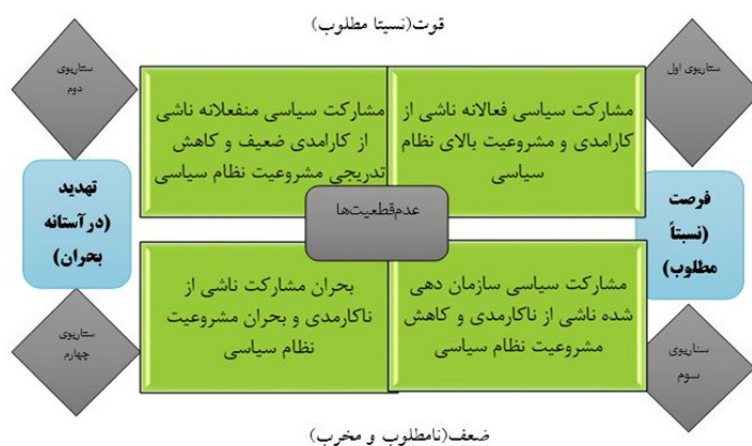 قوت(نسبتا مطلوب)
سناریوی اول
سناریوی
دوم
مشارکت سیاسی فعالانه ناشی از
کارامدی و مشروعیت بالای نظام
سیاسی
مشارکت سیاسی منفعلانه ناشی
از کارامدی ضعیف و کاهش
تدریجی مشروعیت نظام سیاسی
فرصت
(نسبتاً
مطلوب)
عدم‌قطعیت‌ها
تهدید
(درآستانه
بحران)
مشارکت سیاسی سازمان دهی
شده ناشی از ناکارمدی و کاهش
مشروعیت نظام سیاسی
بحران مشارکت ناشی از
ناکارمدی و بحران مشروعیت
نظام سیاسی
سناریوی
سوم
سناریوی
چهارم
ضعف(نامطلوب و مخرب)